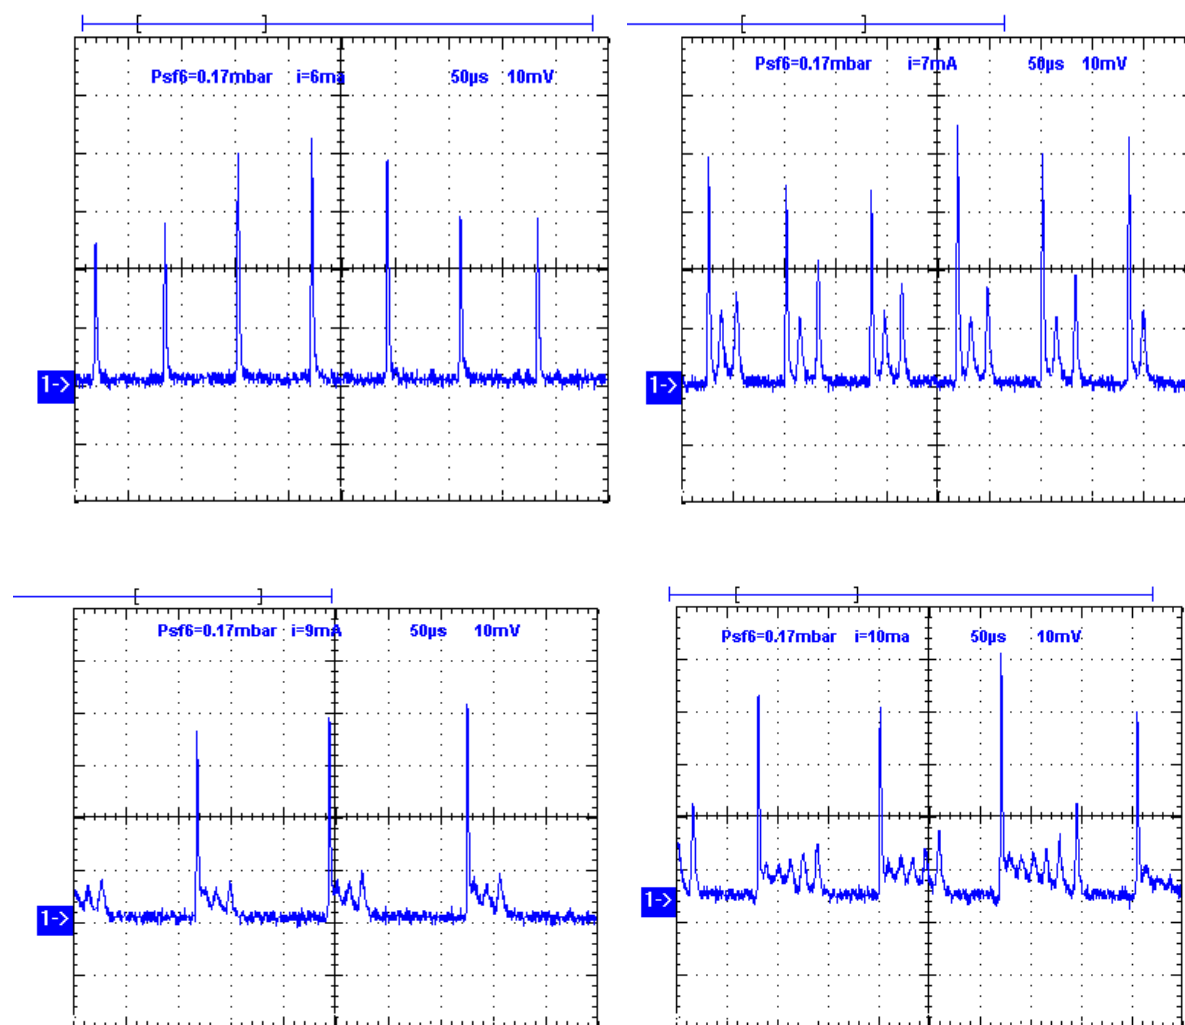 Psf6=0.17mbar i=6ma 50µs 10mV
Psf6=0.17mbar i=7mA 50µs 10mV
1->
1->
Psf6=0.17mbar i=9mA 50µs 10mV
Psf6=0.17mbar i=10ma 50µs 10mV
1->
1->